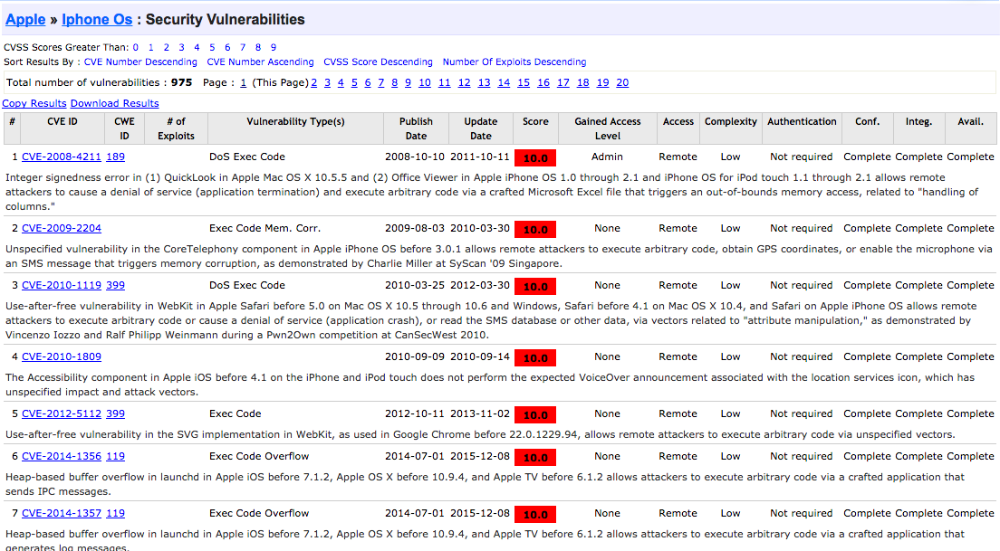 Apple » Iphone Os : Security Vulnerabilities
CVSS Scores Greater Than: 0 1 2 3 4 5 6 7 8 9
Sort Results By : CVE Number Descending CVE Number Ascending CVSS Score Descending Number Of Exploits Descending
Total number of vulnerabilities : 975 Page : 1 (This Page) 2 3 4 5 6 7 8 9 10 11 12 13 14 15 16 17 18 19 20
Copy Results Download Results
# CVE ID CWE ID # of Exploits Vulnerability Type(s) Publish Date Update Date Score Gained Access Level Access Complexity Authentication Conf. Integ. Avail.
1 CVE-2008-4211 189 DoS Exec Code 2008-10-10 2011-10-11 10.0 Admin Remote Low Not required Complete Complete Complete
Integer signedness error in (1) QuickLook in Apple Mac OS X 10.5.5 and (2) Office Viewer in Apple iPhone OS 1.0 through 2.1 and iPhone OS for iPod touch 1.1 through 2.1 allows remote
attackers to cause a denial of service (application termination) and execute arbitrary code via a crafted Microsoft Excel file that triggers an out-of-bounds memory access, related to "handling of
columns."
2 CVE-2009-2204 Exec Code Mem. Corr. 2009-08-03 2010-03-30 10.0 None Remote Low Not required Complete Complete Complete
Unspecified vulnerability in the CoreTelephony component in Apple iPhone OS before 3.0.1 allows remote attackers to execute arbitrary code, obtain GPS coordinates, or enable the microphone via
an SMS message that triggers memory corruption, as demonstrated by Charlie Miller at SyScan '09 Singapore.
3 CVE-2010-1119 399 DoS Exec Code 2010-03-25 2012-03-30 10.0 None Remote Low Not required Complete Complete Complete
Use-after-free vulnerability in WebKit in Apple Safari before 5.0 on Mac OS X 10.5 through 10.6 and Windows, Safari before 4.1 on Mac OS X 10.4, and Safari on Apple iPhone OS allows remote
attackers to execute arbitrary code or cause a denial of service (application crash), or read the SMS database or other data, via vectors related to "attribute manipulation," as demonstrated by
Vincenzo Iozzo and Ralf Philipp Weinmann during a Pwn2Own competition at CanSecWest 2010.
4 CVE-2010-1809 2010-09-09 2010-09-14 10.0 None Remote Low Not required Complete Complete Complete
The Accessibility component in Apple iOS before 4.1 on the iPhone and iPod touch does not perform the expected VoiceOver announcement associated with the location services icon, which has
unspecified impact and attack vectors.
5 CVE-2012-5112 399 Exec Code 2012-10-11 2013-11-02 10.0 None Remote Low Not required Complete Complete Complete
Use-after-free vulnerability in the SVG implementation in WebKit, as used in Google Chrome before 22.0.1229.94, allows remote attackers to execute arbitrary code via unspecified vectors.
6 CVE-2014-1356 119 Exec Code Overflow 2014-07-01 2015-12-08 10.0 None Remote Low Not required Complete Complete Complete
Heap-based buffer overflow in launchd in Apple iOS before 7.1.2, Apple OS X before 10.9.4, and Apple TV before 6.1.2 allows attackers to execute arbitrary code via a crafted application that
sends IPC messages.
7 CVE-2014-1357 119 Exec Code Overflow 2014-07-01 2015-12-08 10.0 None Remote Low Not required Complete Complete Complete
Heap-based buffer overflow in launchd in Apple iOS before 7.1.2, Apple OS X before 10.9.4, and Apple TV before 6.1.2 allows attackers to execute arbitrary code via a crafted application that
generates log messages.